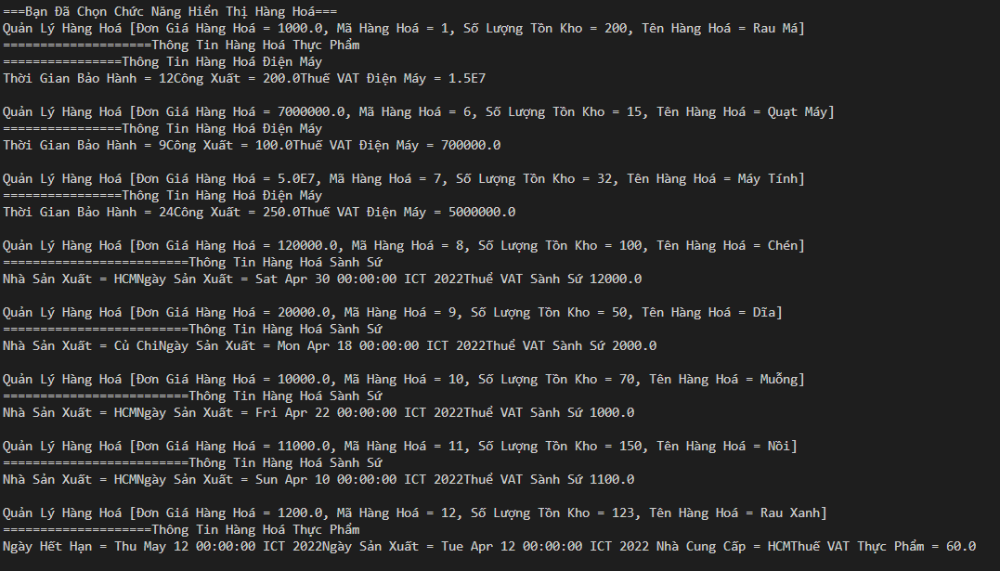 ===Bạn Đã Chọn Chức Năng Hiển Thị Hàng Hoá===
Quản Lý Hàng Hoá [Đơn Giá Hàng Hoá = 1000.0, Mã Hàng Hoá = 1, Số Lượng Tồn Kho = 200, Tên Hàng Hoá = Rau Má]
====================Thông Tin Hàng Hoá Thực Phẩm
================Thông Tin Hàng Hoá Điện Máy
Thời Gian Bảo Hành = 12Công Xuất = 200.0Thuế VAT Điện Máy = 1.5E7
Quản Lý Hàng Hoá [Đơn Giá Hàng Hoá = 7000000.0, Mã Hàng Hoá = 6, Số Lượng Tồn Kho = 15, Tên Hàng Hoá = Quạt Máy]
================Thông Tin Hàng Hoá Điện Máy
Thời Gian Bảo Hành = 9Công Xuất = 100.0Thuế VAT Điện Máy = 700000.0
Quản Lý Hàng Hoá [Đơn Giá Hàng Hoá = 5.0E7, Mã Hàng Hoá = 7, Số Lượng Tồn Kho = 32, Tên Hàng Hoá = Máy Tính]
================Thông Tin Hàng Hoá Điện Máy
Thời Gian Bảo Hành = 24Công Xuất = 250.0Thuế VAT Điện Máy = 5000000.0
Quản Lý Hàng Hoá [Đơn Giá Hàng Hoá = 120000.0, Mã Hàng Hoá = 8, Số Lượng Tồn Kho = 100, Tên Hàng Hoá = Chén]
=========================Thông Tin Hàng Hoá Sành Sứ
Nhà Sản Xuất = HCMNgày Sản Xuất = Sat Apr 30 00:00:00 ICT 2022Thuể VAT Sành Sứ 12000.0
Quản Lý Hàng Hoá [Đơn Giá Hàng Hoá = 20000.0, Mã Hàng Hoá = 9, Số Lượng Tồn Kho = 50, Tên Hàng Hoá = Dĩa]
=========================Thông Tin Hàng Hoá Sành Sứ
Nhà Sản Xuất = Củ ChiNgày Sản Xuất = Mon Apr 18 00:00:00 ICT 2022Thuể VAT Sành Sứ 2000.0
Quản Lý Hàng Hoá [Đơn Giá Hàng Hoá = 10000.0, Mã Hàng Hoá = 10, Số Lượng Tồn Kho = 70, Tên Hàng Hoá = Muỗng]
=========================Thông Tin Hàng Hoá Sành Sứ
Nhà Sản Xuất = HCMNgày Sản Xuất = Fri Apr 22 00:00:00 ICT 2022Thuể VAT Sành Sứ 1000.0
Quản Lý Hàng Hoá [Đơn Giá Hàng Hoá = 11000.0, Mã Hàng Hoá = 11, Số Lượng Tồn Kho = 150, Tên Hàng Hoá = Nồi]
=========================Thông Tin Hàng Hoá Sành Sứ
Nhà Sản Xuất = HCMNgày Sản Xuất = Sun Apr 10 00:00:00 ICT 2022Thuể VAT Sành Sứ 1100.0
Quản Lý Hàng Hoá [Đơn Giá Hàng Hoá = 1200.0, Mã Hàng Hoá = 12, Số Lượng Tồn Kho = 123, Tên Hàng Hoá = Rau Xanh]
====================Thông Tin Hàng Hoá Thực Phẩm
Ngày Hết Hạn = Thu May 12 00:00:00 ICT 2022Ngày Sản Xuất = Tue Apr 12 00:00:00 ICT 2022 Nhà Cung Cấp = HCMThuế VAT Thực Phẩm = 60.0